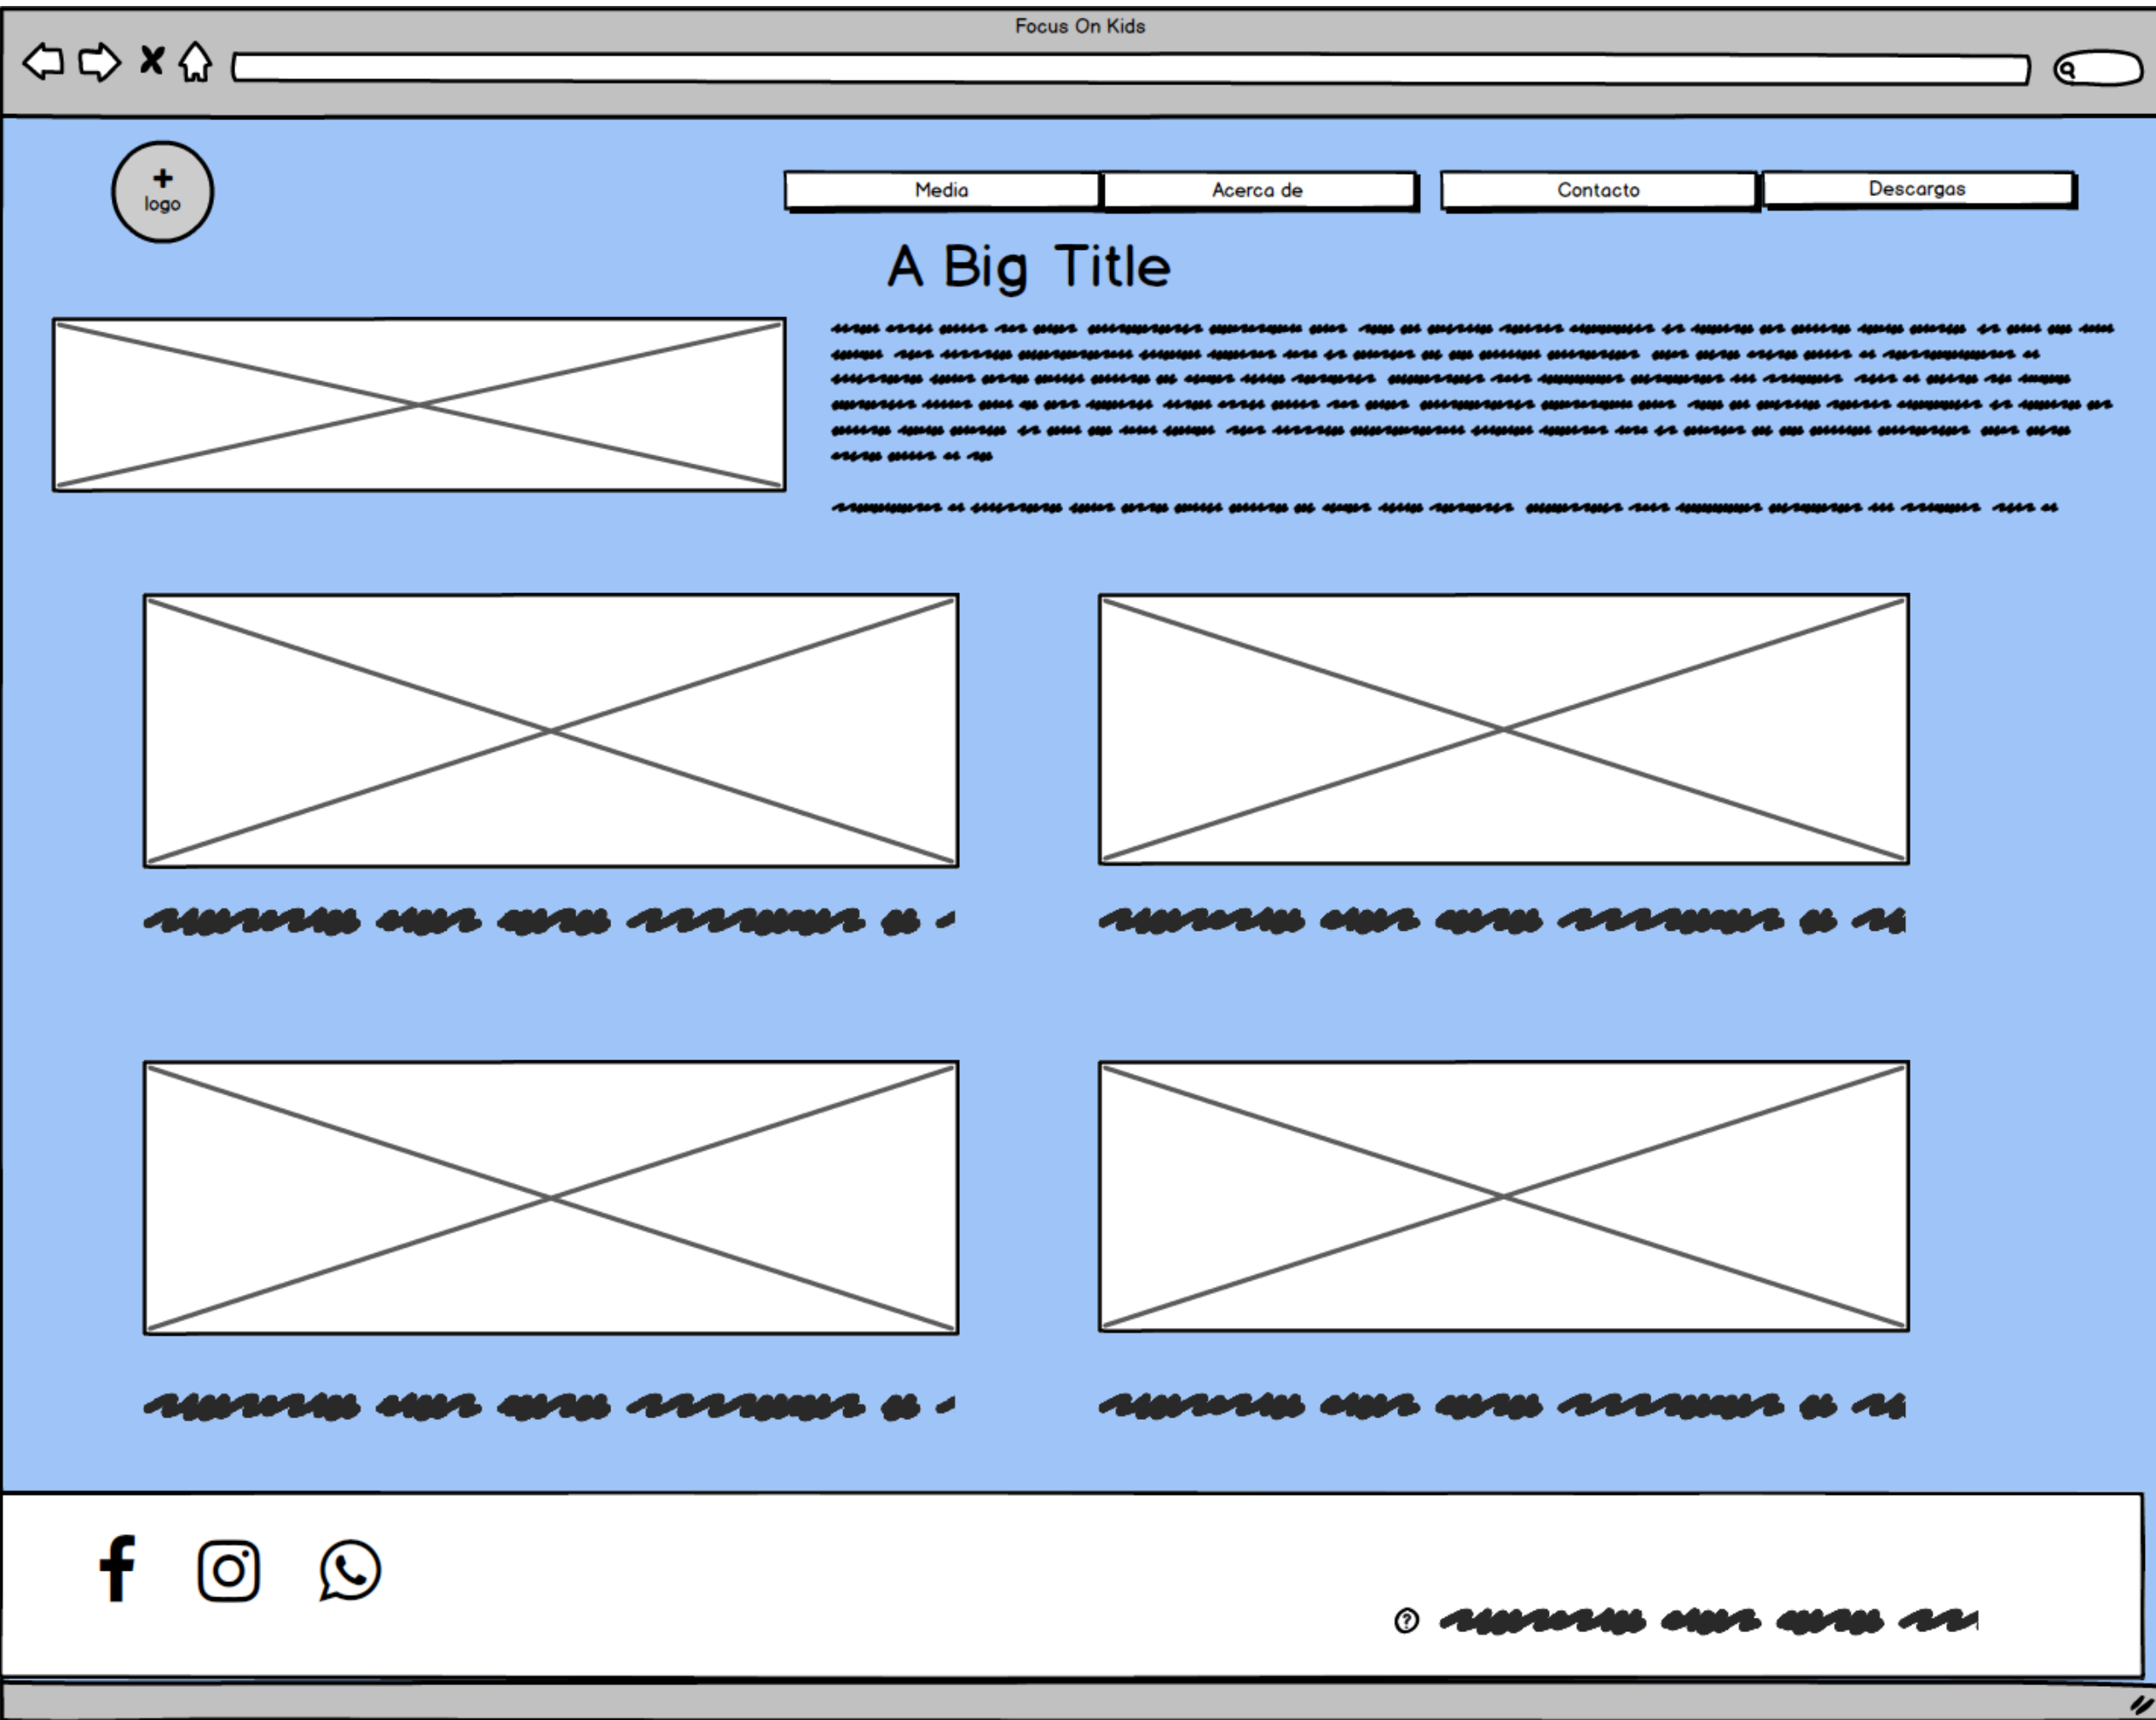 Focus On Kids
+
logo
Media
Acerca de
Contacto
Descargas
A Big Title